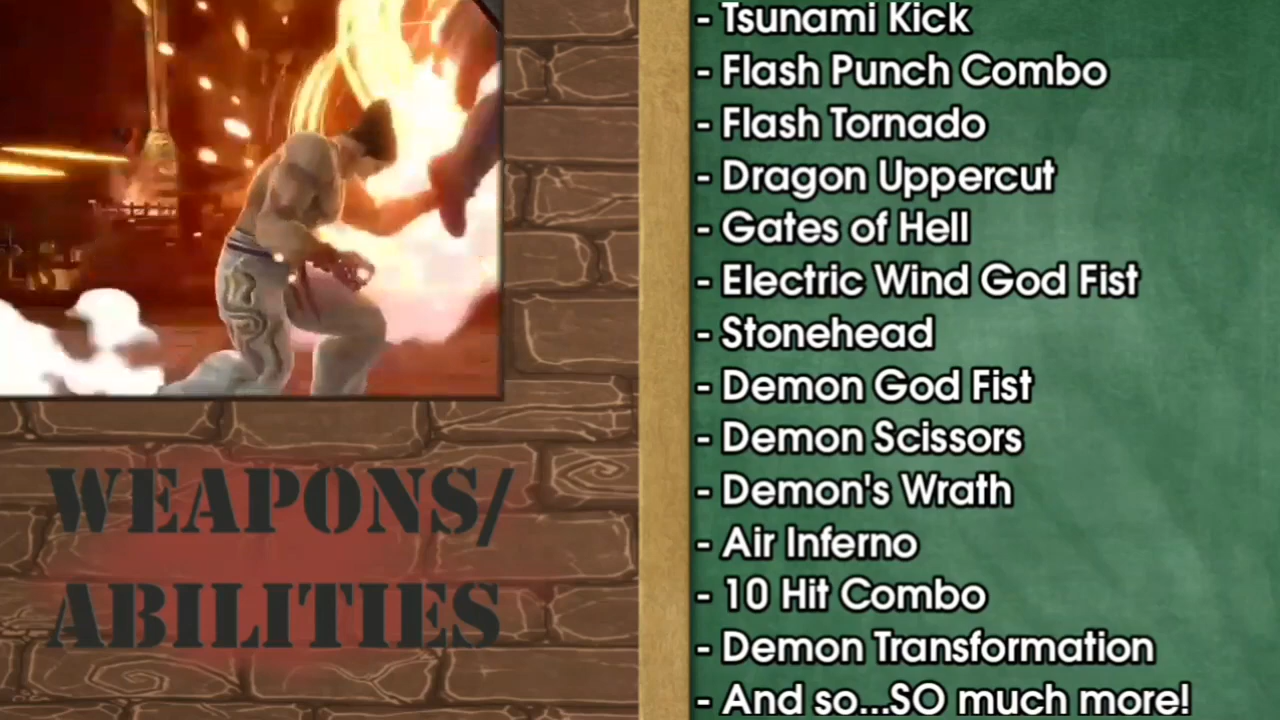 WEAPONS/
ABILITIES
- Tsunami Kick
- Flash Punch Combo
- Flash Tornado
- Dragon Uppercut
- Gates of Hell
- Electric Wind God Fist
- Stonehead
- Demon God Fist
- Demon Scissors
- Demon's Wrath
- Air Inferno
- 10 Hit Combo
- Demon Transformation
- And so...SO much more!